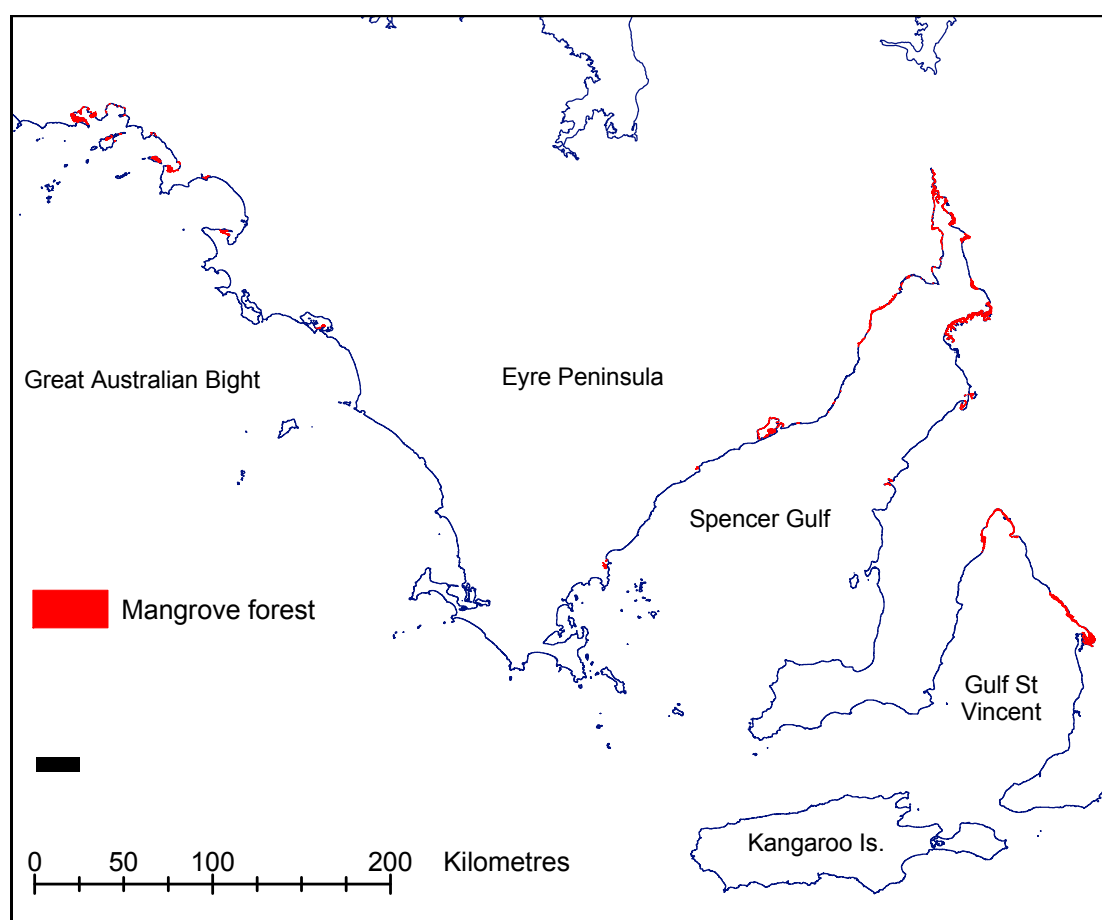 Great Australian Bight
Eyre Peninsula
Spencer Gulf
Mangrove forest
Gulf St
Vincent
Kangaroo Is.
0 50 100 200 Kilometres